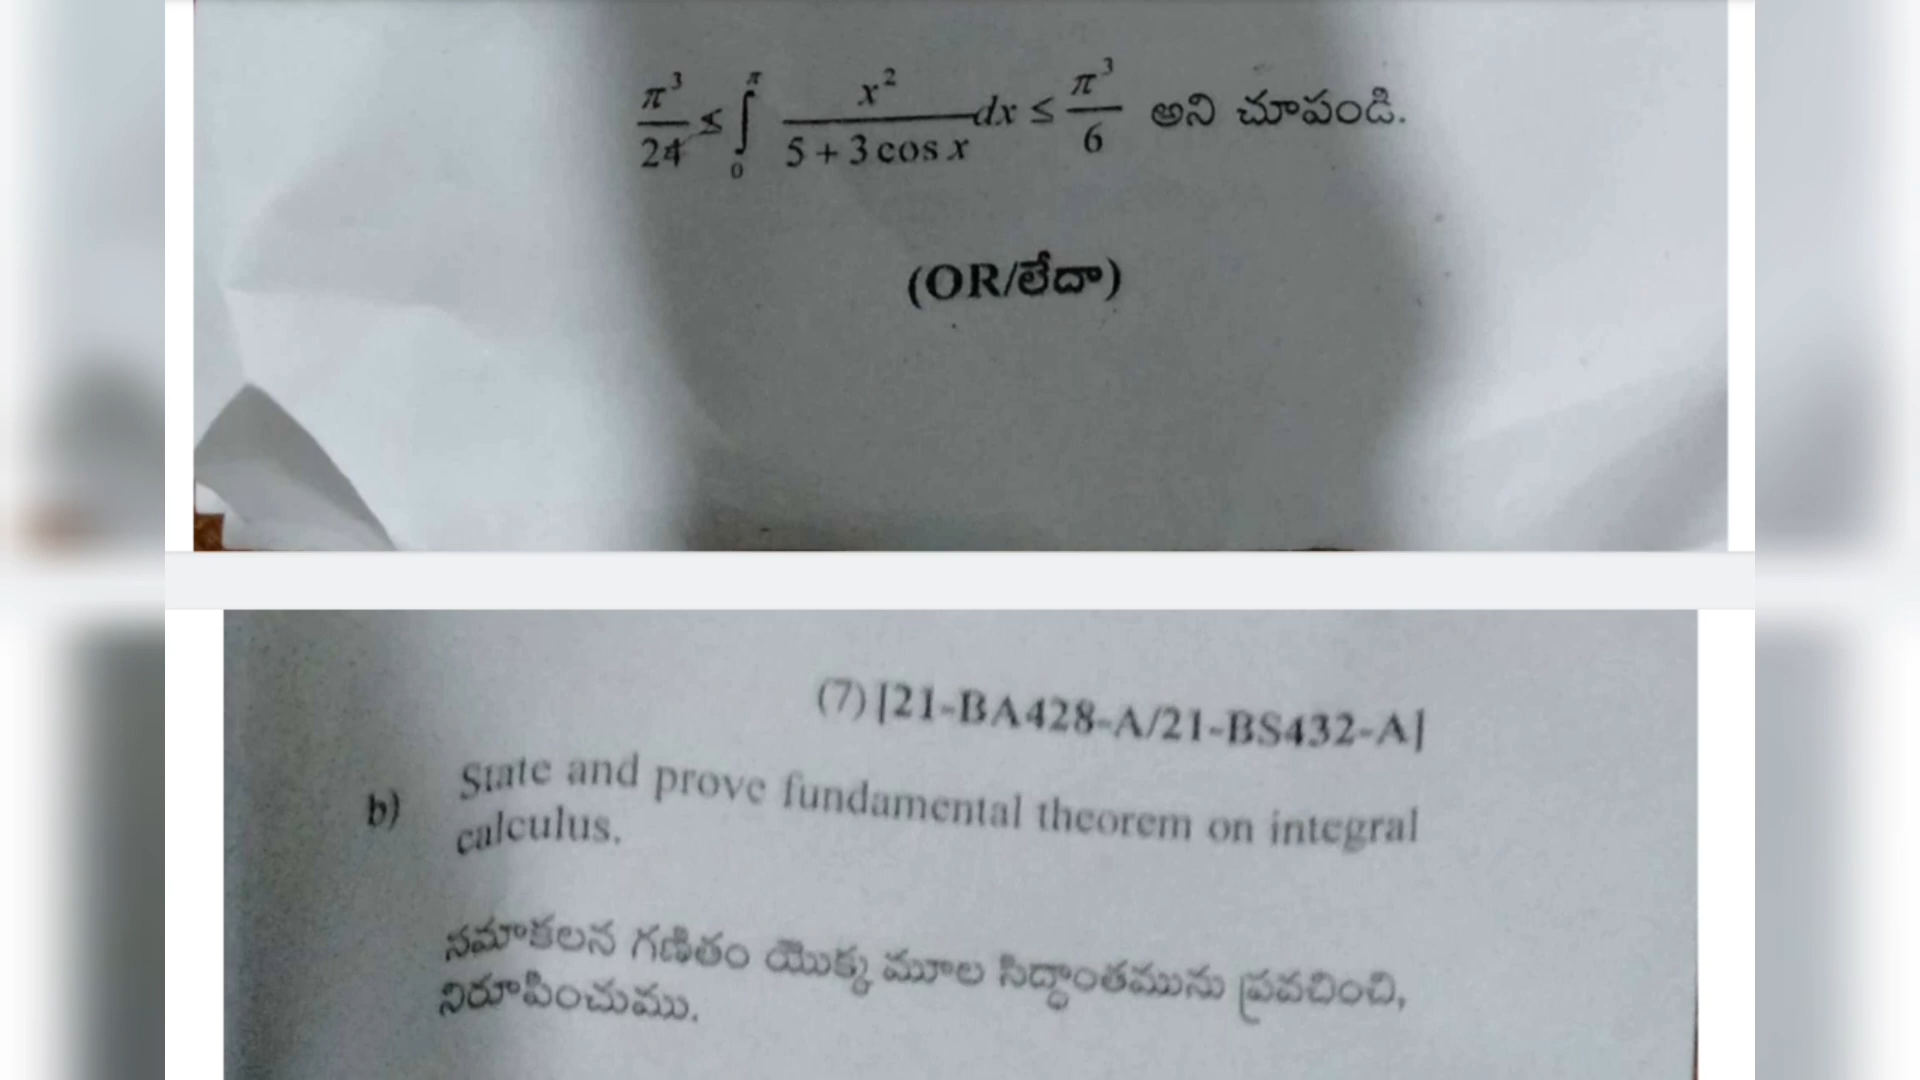 π³/24 ≤ ∫₀^π x²/(5 + 3 cos x) dx ≤ π³/6 అని చూపండి.
(OR/లేదా)
(7) [21-BA428-A/21-BS432-A]
b) State and prove fundamental theorem on integral
calculus.
సమాకలన గణితం యొక్క మూల సిద్ధాంతమును ప్రవచించి,
నిరూపించుము.